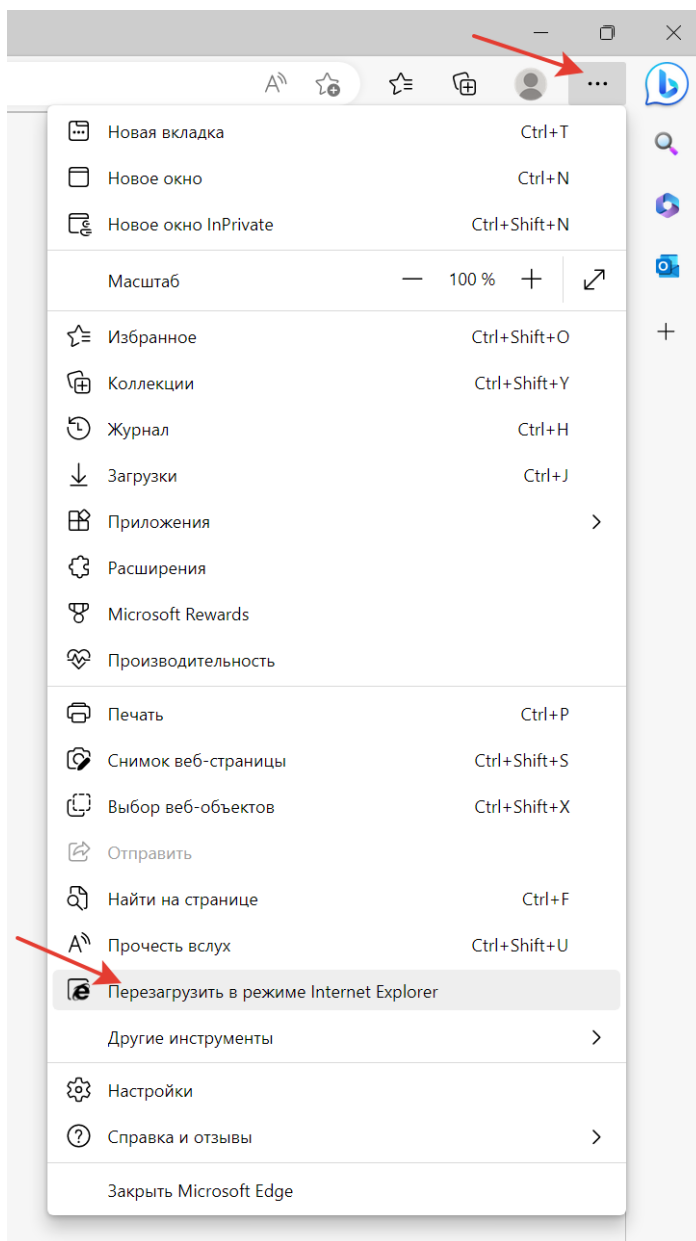 Новая вкладка Ctrl+T
Новое окно Ctrl+N
Новое окно InPrivate Ctrl+Shift+N
Масштаб — 100 % +
Избранное Ctrl+Shift+O
Коллекции Ctrl+Shift+Y
Журнал Ctrl+H
Загрузки Ctrl+J
Приложения
Расширения
Microsoft Rewards
Производительность
Печать Ctrl+P
Снимок веб-страницы Ctrl+Shift+S
Выбор веб-объектов Ctrl+Shift+X
Отправить
Найти на странице Ctrl+F
Прочесть вслух Ctrl+Shift+U
Перезагрузить в режиме Internet Explorer
Другие инструменты
Настройки
Справка и отзывы
Закрыть Microsoft Edge